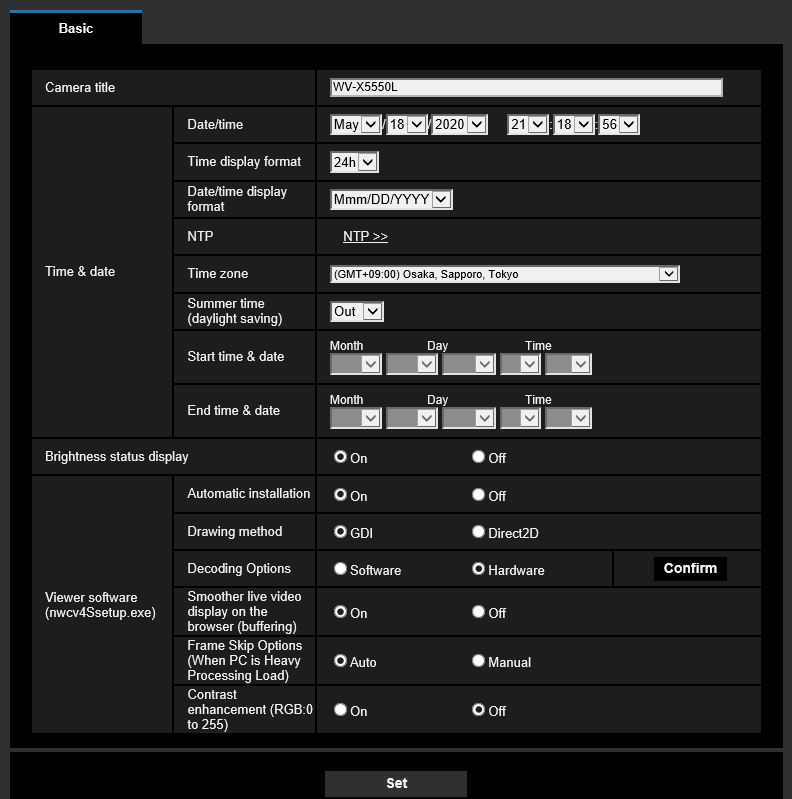 Basic
Camera title
WV-X5550L
Time & date
Date/time
May / 18 / 2020 21 : 18 : 56
Time display format
24h
Date/time display
format
Mmm/DD/YYYY
NTP
NTP >>
Time zone
(GMT+09:00) Osaka, Sapporo, Tokyo
Summer time
(daylight saving)
Out
Start time & date
Month Day Time
End time & date
Month Day Time
Brightness status display
On Off
Viewer software
(nwcv4Ssetup.exe)
Automatic installation
On Off
Drawing method
GDI Direct2D
Decoding Options
Software Hardware
Confirm
Smoother live video
display on the
browser (buffering)
On Off
Frame Skip Options
(When PC is Heavy
Processing Load)
Auto Manual
Contrast
enhancement (RGB:0
to 255)
On Off
Set